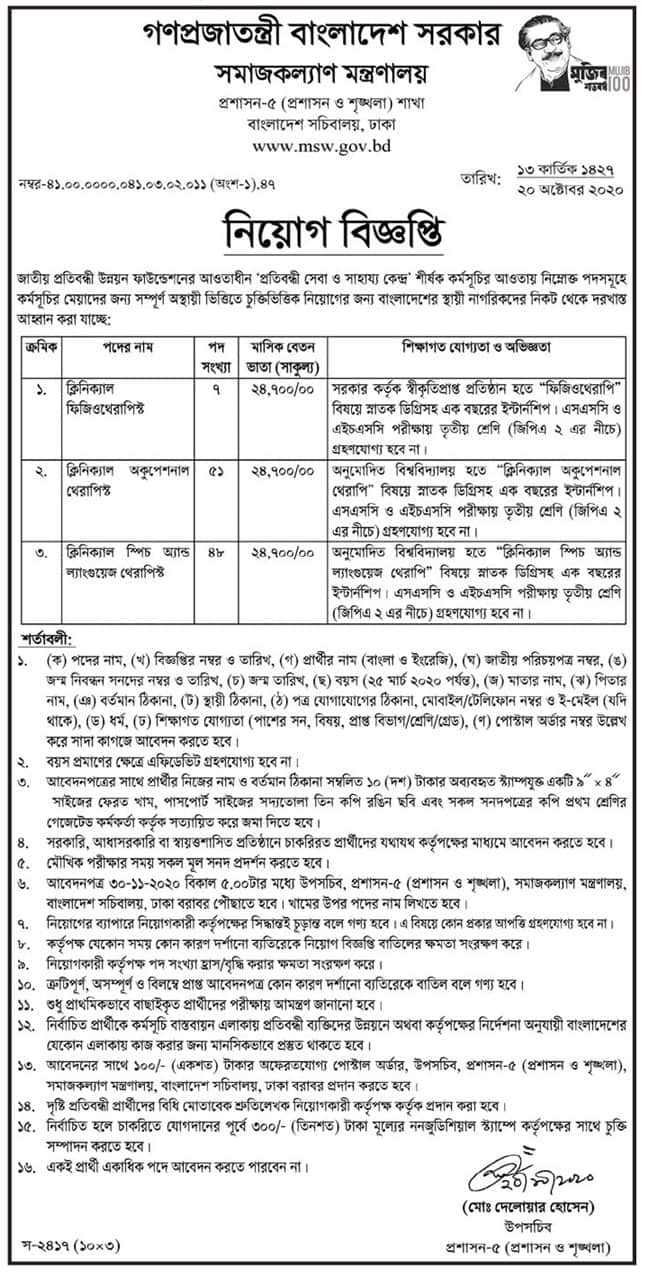 গণপ্রজাতন্ত্রী বাংলাদেশ সরকার
সমাজকল্যাণ মন্ত্রণালয়
প্রশাসন-৫ (প্রশাসন ও শৃঙ্খলা) শাখা
বাংলাদেশ সচিবালয়, ঢাকা
www.msw.gov.bd
মুজিব শতবর্ষ MUJIB 100
নম্বর-৪১.০০.০০০০.০৪১.০৩.০২.০১১ (অংশ-১).৪৭
তারিখ: ১৩ কার্তিক ১৪২৭
২০ অক্টোবর ২০২০
নিয়োগ বিজ্ঞপ্তি
জাতীয় প্রতিবন্ধী উন্নয়ন ফাউন্ডেশনের আওতাধীন ‘প্রতিবন্ধী সেবা ও সাহায্য কেন্দ্র’ শীর্ষক কর্মসূচির আওতায় নিম্নোক্ত পদসমূহে
কর্মসূচির মেয়াদের জন্য সম্পূর্ণ অস্থায়ী ভিত্তিতে চুক্তিভিত্তিক নিয়োগের জন্য বাংলাদেশের স্থায়ী নাগরিকদের নিকট থেকে দরখাস্ত
আহ্বান করা যাচ্ছে:
ক্রমিক পদের নাম পদ সংখ্যা মাসিক বেতন ভাতা (সাকুল্য) শিক্ষাগত যোগ্যতা ও অভিজ্ঞতা
১. ক্লিনিক্যাল ৭ ২৪,৭০০/০০ সরকার কর্তৃক স্বীকৃতিপ্রাপ্ত প্রতিষ্ঠান হতে “ফিজিওথেরাপি”
ফিজিওথেরাপিস্ট বিষয়ে স্নাতক ডিগ্রিসহ এক বছরের ইন্টার্নশিপ। এসএসসি ও
এইচএসসি পরীক্ষায় তৃতীয় শ্রেণি (জিপিএ ২ এর নীচে)
গ্রহণযোগ্য হবে না।
২. ক্লিনিক্যাল অকুপেশনাল ৫১ ২৪,৭০০/০০ অনুমোদিত বিশ্ববিদ্যালয় হতে “ক্লিনিক্যাল অকুপেশনাল
থেরাপিস্ট থেরাপি” বিষয়ে স্নাতক ডিগ্রিসহ এক বছরের ইন্টার্নশিপ।
এসএসসি ও এইচএসসি পরীক্ষায় তৃতীয় শ্রেণি (জিপিএ ২
এর নীচে) গ্রহণযোগ্য হবে না।
৩. ক্লিনিক্যাল স্পিচ অ্যান্ড ৪৮ ২৪,৭০০/০০ অনুমোদিত বিশ্ববিদ্যালয় হতে “ক্লিনিক্যাল স্পিচ অ্যান্ড
ল্যাংগুয়েজ থেরাপিস্ট ল্যাংগুয়েজ থেরাপি” বিষয়ে স্নাতক ডিগ্রিসহ এক বছরের
ইন্টার্নশিপ। এসএসসি ও এইচএসসি পরীক্ষায় তৃতীয় শ্রেণি
(জিপিএ ২ এর নীচে) গ্রহণযোগ্য হবে না।
শর্তাবলী:
১. (ক) পদের নাম, (খ) বিজ্ঞপ্তির নম্বর ও তারিখ, (গ) প্রার্থীর নাম (বাংলা ও ইংরেজি), (ঘ) জাতীয় পরিচয়পত্র নম্বর, (ঙ)
জন্ম নিবন্ধন সনদের নম্বর ও তারিখ, (চ) জন্ম তারিখ, (ছ) বয়স (২৫ মার্চ ২০২০ পর্যন্ত), (জ) মাতার নাম, (ঝ) পিতার
নাম, (ঞ) বর্তমান ঠিকানা, (ট) স্থায়ী ঠিকানা, (ঠ) পত্র যোগাযোগের ঠিকানা, মোবাইল/টেলিফোন নম্বর ও ই-মেইল (যদি
থাকে), (ড) ধর্ম, (ঢ) শিক্ষাগত যোগ্যতা (পাশের সন, বিষয়, প্রাপ্ত বিভাগ/শ্রেণি/গ্রেড), (ণ) পোস্টাল অর্ডার নম্বর উল্লেখ
করে সাদা কাগজে আবেদন করতে হবে।
২. বয়স প্রমাণের ক্ষেত্রে এফিডেভিট গ্রহণযোগ্য হবে না।
৩. আবেদনপত্রের সাথে প্রার্থীর নিজের নাম ও বর্তমান ঠিকানা সম্বলিত ১০ (দশ) টাকার অব্যবহৃত স্ট্যাম্পযুক্ত একটি ৯˝ × ৪˝
সাইজের ফেরত খাম, পাসপোর্ট সাইজের সদ্যতোলা তিন কপি রঙিন ছবি এবং সকল সনদপত্রের কপি প্রথম শ্রেণির
গেজেটেড কর্মকর্তা কর্তৃক সত্যায়িত করে জমা দিতে হবে।
৪. সরকারি, আধাসরকারি বা স্বায়ত্তশাসিত প্রতিষ্ঠানে চাকরিরত প্রার্থীদের যথাযথ কর্তৃপক্ষের মাধ্যমে আবেদন করতে হবে।
৫. মৌখিক পরীক্ষার সময় সকল মূল সনদ প্রদর্শন করতে হবে।
৬. আবেদনপত্র ৩০-১১-২০২০ বিকাল ৫.০০টার মধ্যে উপসচিব, প্রশাসন-৫ (প্রশাসন ও শৃঙ্খলা), সমাজকল্যাণ মন্ত্রণালয়,
বাংলাদেশ সচিবালয়, ঢাকা বরাবর পৌছাতে হবে। খামের উপর পদের নাম লিখতে হবে।
৭. নিয়োগের ব্যাপারে নিয়োগকারী কর্তৃপক্ষের সিদ্ধান্তই চূড়ান্ত বলে গণ্য হবে। এ বিষয়ে কোন প্রকার আপত্তি গ্রহণযোগ্য হবে না।
৮. কর্তৃপক্ষ যেকোন সময় কোন কারণ দর্শানো ব্যতিরেকে নিয়োগ বিজ্ঞপ্তি বাতিলের ক্ষমতা সংরক্ষণ করে।
৯. নিয়োগকারী কর্তৃপক্ষ পদ সংখ্যা হ্রাস/বৃদ্ধি করার ক্ষমতা সংরক্ষণ করে।
১০. ত্রুটিপূর্ণ, অসম্পূর্ণ ও বিলম্বে প্রাপ্ত আবেদনপত্র কোন কারণ দর্শানো ব্যতিরেকে বাতিল বলে গণ্য হবে।
১১. শুধু প্রাথমিকভাবে বাছাইকৃত প্রার্থীদের পরীক্ষায় আমন্ত্রণ জানানো হবে।
১২. নির্বাচিত প্রার্থীকে কর্মসূচি বাস্তবায়ন এলাকায় প্রতিবন্ধী ব্যক্তিদের উন্নয়নে অথবা কর্তৃপক্ষের নির্দেশনা অনুযায়ী বাংলাদেশের
যেকোন এলাকায় কাজ করার জন্য মানসিকভাবে প্রস্তুত থাকতে হবে।
১৩. আবেদনের সাথে ১০০/- (একশত) টাকার অফেরতযোগ্য পোস্টাল অর্ডার, উপসচিব, প্রশাসন-৫ (প্রশাসন ও শৃঙ্খলা),
সমাজকল্যাণ মন্ত্রণালয়, বাংলাদেশ সচিবালয়, ঢাকা বরাবর প্রদান করতে হবে।
১৪. দৃষ্টি প্রতিবন্ধী প্রার্থীদের বিধি মোতাবেক শ্রুতিলেখক নিয়োগকারী কর্তৃপক্ষ কর্তৃক প্রদান করা হবে।
১৫. নির্বাচিত হলে চাকরিতে যোগদানের পূর্বে ৩০০/- (তিনশত) টাকা মূল্যের ননজুডিশিয়াল স্ট্যাম্পে কর্তৃপক্ষের সাথে চুক্তি
সম্পাদন করতে হবে।
১৬. একই প্রার্থী একাধিক পদে আবেদন করতে পারবেন না।
(মোঃ দেলোয়ার হোসেন)
উপসচিব
প্রশাসন-৫ (প্রশাসন ও শৃঙ্খলা)
স-২৪১৭ (১০×৩)